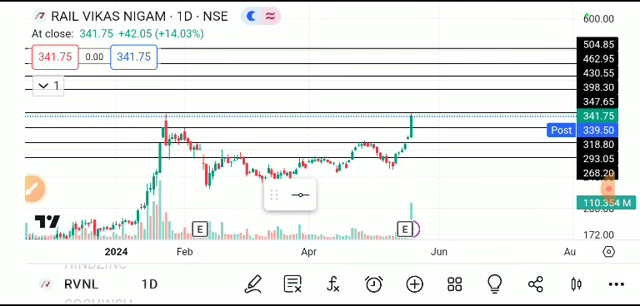 RAIL VIKAS NIGAM · 1D · NSE
At close: 341.75 +42.05 (+14.03%)
341.75 0.00 341.75
1
600.00
504.85
462.95
430.55
398.30
347.65
341.75
Post 339.50
318.80
293.05
268.20
110.354 M
172.00
E E
2024 Feb Apr Jun Au
RVNL 1D